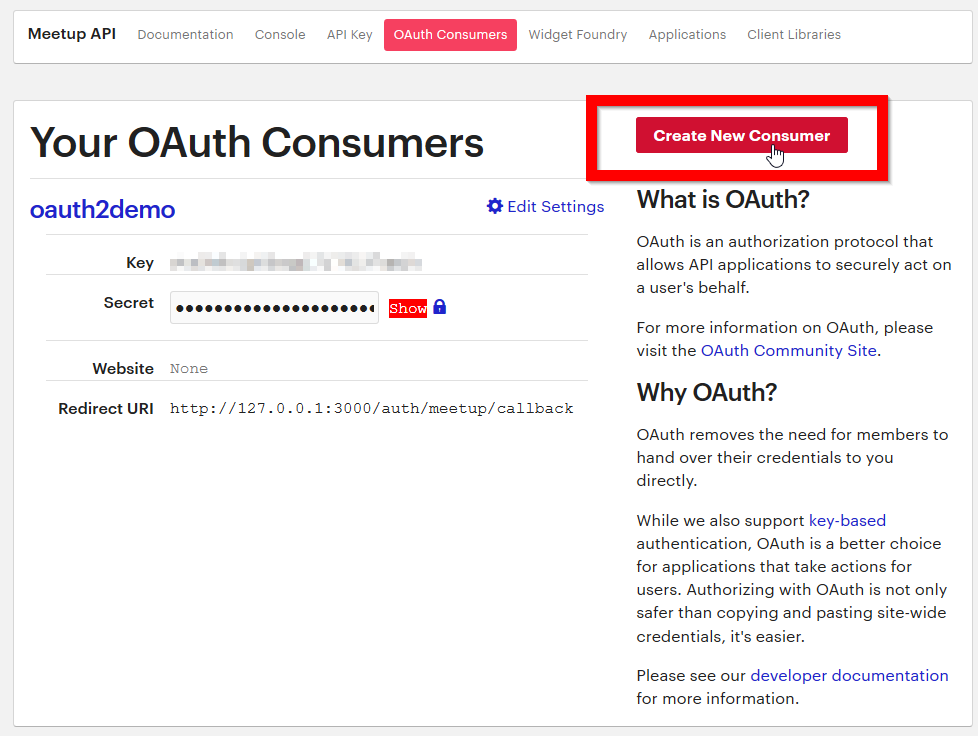 Meetup API Documentation Console API Key OAuth Consumers Widget Foundry Applications Client Libraries
Your OAuth Consumers
oauth2demo
Edit Settings
Key
Secret
●●●●●●●●●●●●●●●●●●●●●
Show
Website None
Redirect URI http://127.0.0.1:3000/auth/meetup/callback
Create New Consumer
What is OAuth?
OAuth is an authorization protocol that
allows API applications to securely act on
a user's behalf.
For more information on OAuth, please
visit the OAuth Community Site.
Why OAuth?
OAuth removes the need for members to
hand over their credentials to you
directly.
While we also support key-based
authentication, OAuth is a better choice
for applications that take actions for
users. Authorizing with OAuth is not only
safer than copying and pasting site-wide
credentials, it's easier.
Please see our developer documentation
for more information.